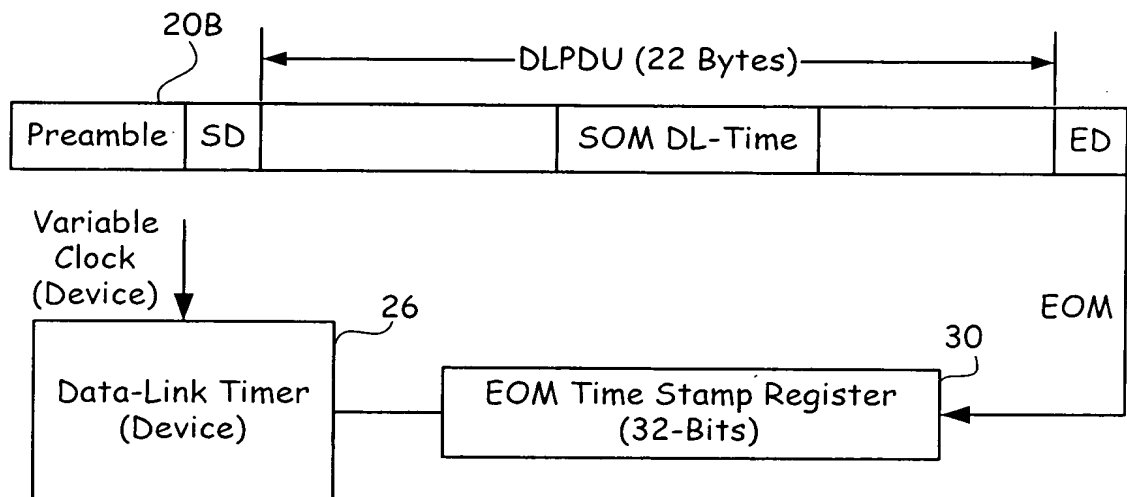 20B
DLPDU (22 Bytes)
Preamble
SD
SOM DL-Time
ED
Variable
Clock
(Device)
26
EOM
30
Data-Link Timer
(Device)
EOM Time Stamp Register
(32-Bits)